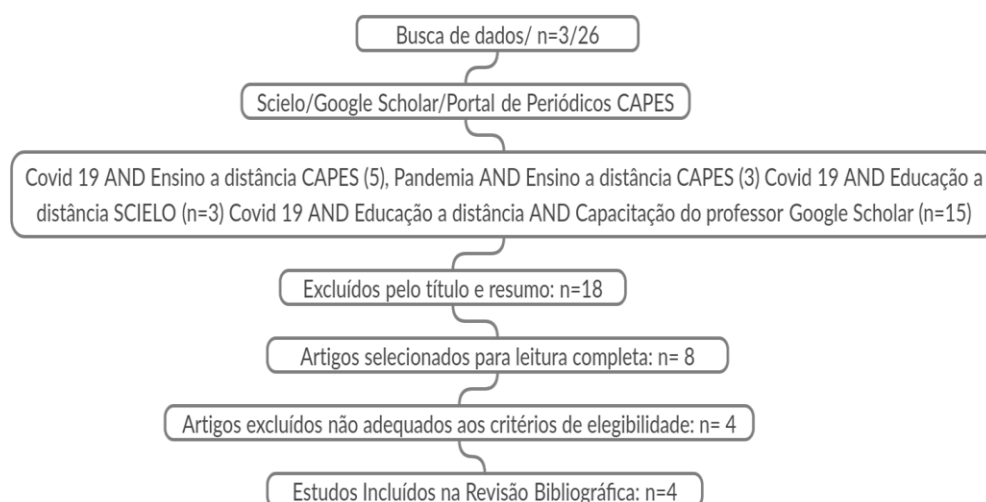 Busca de dados/ n=3/26
Scielo/Google Scholar/Portal de Periódicos CAPES
Covid 19 AND Ensino a distância CAPES (5), Pandemia AND Ensino a distância CAPES (3) Covid 19 AND Educação a
distância SCIELO (n=3) Covid 19 AND Educação a distância AND Capacitação do professor Google Scholar (n=15)
Excluídos pelo título e resumo: n=18
Artigos selecionados para leitura completa: n= 8
Artigos excluídos não adequados aos critérios de elegibilidade: n= 4
Estudos Incluídos na Revisão Bibliográfica: n=4